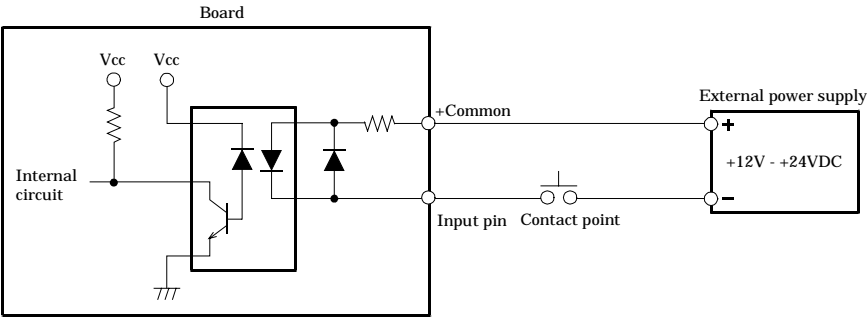 Board
Vcc
Vcc
+Common
External power supply
+
+12V - +24VDC
Internal
circuit
−
Input pin
Contact point